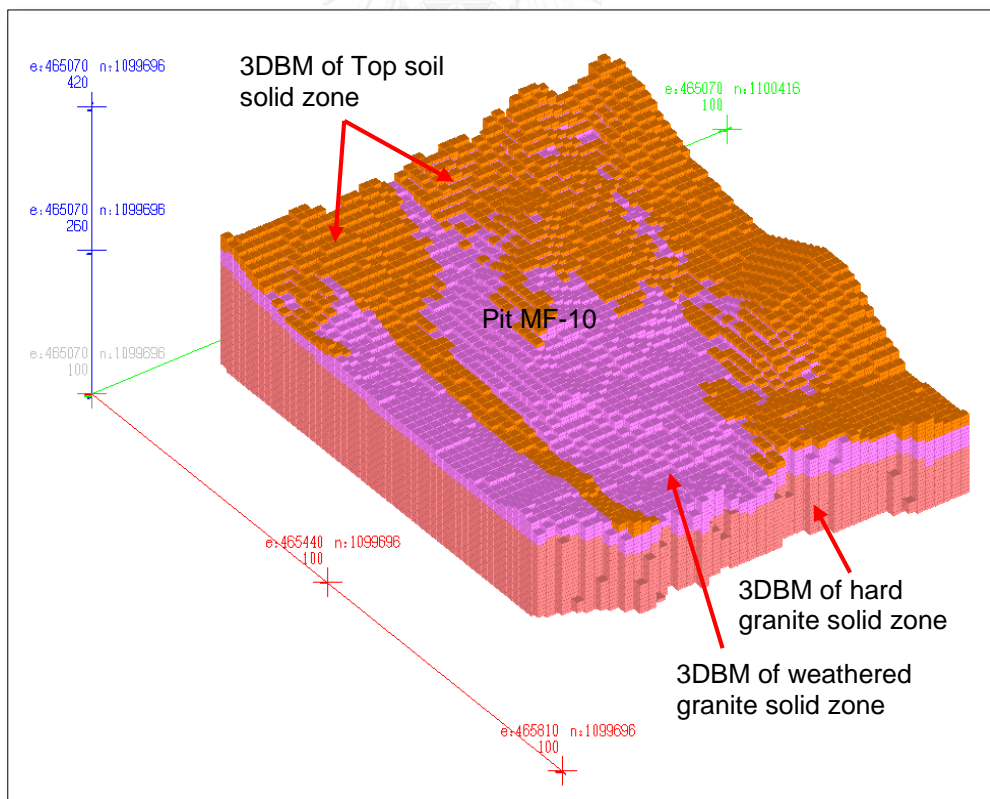 e:465070 n:1099696
420
3DBM of Top soil
solid zone
e:465070 n:1100416
100
e:465070 n:1099696
260
Pit MF-10
e:465070 n:1099696
100
e:465440 n:1099696
100
3DBM of hard
granite solid zone
3DBM of weathered
granite solid zone
e:465810 n:1099696
100